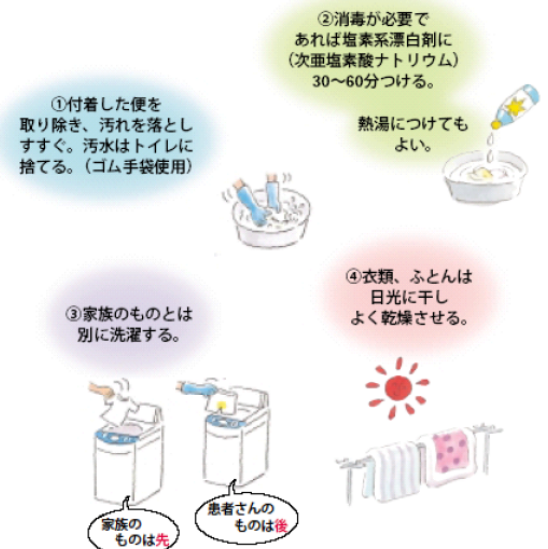 ①付着した便を
取り除き、汚れを落とし
すすぐ。汚水はトイレに
捨てる。（ゴム手袋使用）
②消毒が必要で
あれば塩素系漂白剤に
（次亜塩素酸ナトリウム）
30〜60分つける。
熱湯につけても
よい。
③家族のものとは
別に洗濯する。
家族の
ものは先
患者さんの
ものは後
④衣類、ふとんは
日光に干し
よく乾燥させる。